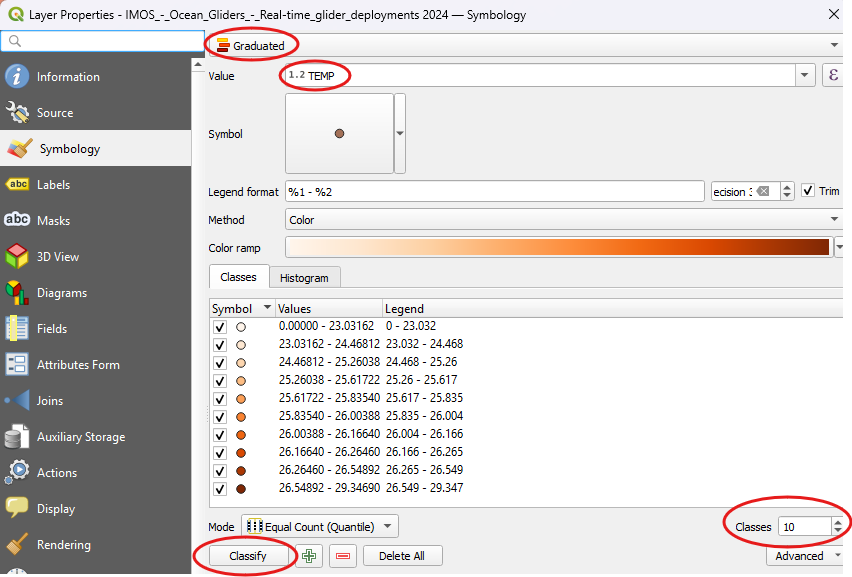 Layer Properties - IMOS_-_Ocean_Gliders_-_Real-time_glider_deployments 2024 — Symbology
Information
Source
Symbology
abc Labels
abc Masks
3D View
Diagrams
Fields
Attributes Form
Joins
Auxiliary Storage
Actions
Display
Rendering
Graduated
Value 1.2 TEMP ε
Symbol
Legend format %1 - %2 ecision 3 Trim
Method Color
Color ramp
Classes Histogram
Symbol Values Legend
0.00000 - 23.03162 0 - 23.032
23.03162 - 24.46812 23.032 - 24.468
24.46812 - 25.26038 24.468 - 25.26
25.26038 - 25.61722 25.26 - 25.617
25.61722 - 25.83540 25.617 - 25.835
25.83540 - 26.00388 25.835 - 26.004
26.00388 - 26.16640 26.004 - 26.166
26.16640 - 26.26460 26.166 - 26.265
26.26460 - 26.54892 26.265 - 26.549
26.54892 - 29.34690 26.549 - 29.347
Mode Equal Count (Quantile) Classes 10
Classify Delete All Advanced